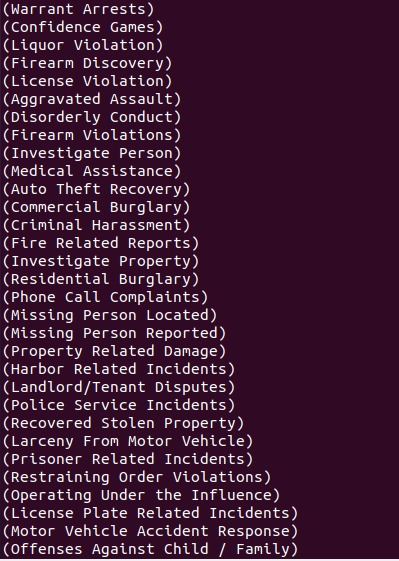 (Warrant Arrests)
(Confidence Games)
(Liquor Violation)
(Firearm Discovery)
(License Violation)
(Aggravated Assault)
(Disorderly Conduct)
(Firearm Violations)
(Investigate Person)
(Medical Assistance)
(Auto Theft Recovery)
(Commercial Burglary)
(Criminal Harassment)
(Fire Related Reports)
(Investigate Property)
(Residential Burglary)
(Phone Call Complaints)
(Missing Person Located)
(Missing Person Reported)
(Property Related Damage)
(Harbor Related Incidents)
(Landlord/Tenant Disputes)
(Police Service Incidents)
(Recovered Stolen Property)
(Larceny From Motor Vehicle)
(Prisoner Related Incidents)
(Restraining Order Violations)
(Operating Under the Influence)
(License Plate Related Incidents)
(Motor Vehicle Accident Response)
(Offenses Against Child / Family)